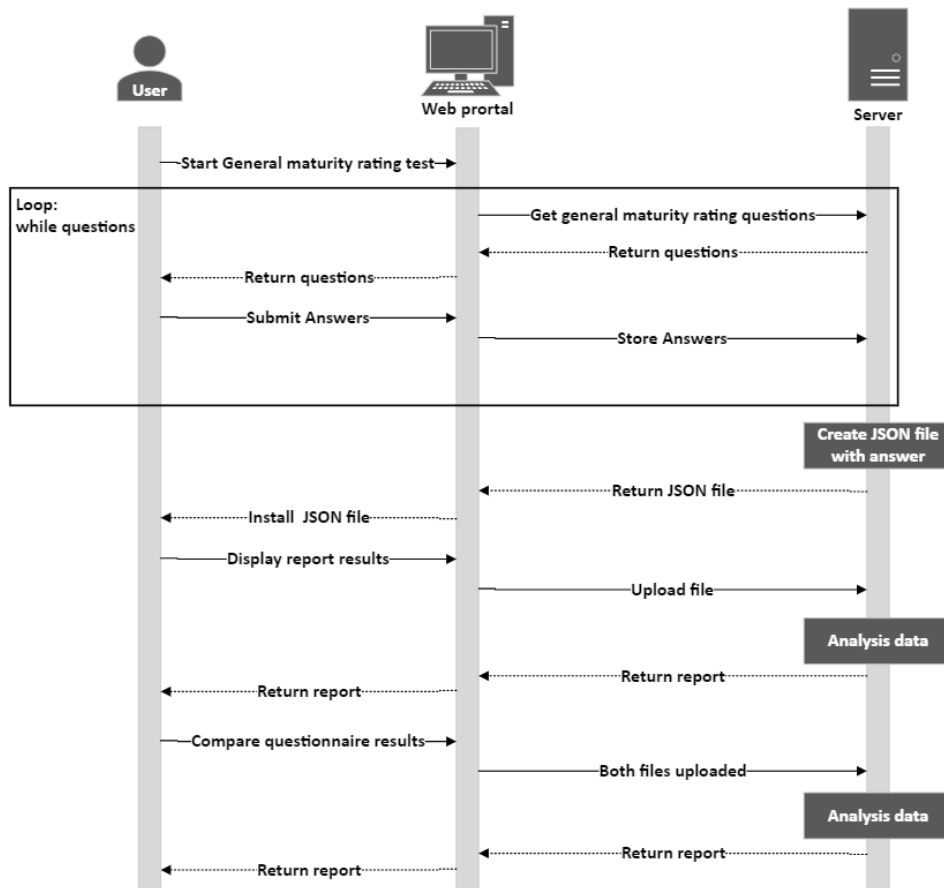 User
Web prortal
Server
Start General maturity rating test
Loop:
while questions
Get general maturity rating questions
Return questions
Return questions
Submit Answers
Store Answers
Create JSON file
with answer
Return JSON file
Install JSON file
Display report results
Upload file
Analysis data
Return report
Return report
Compare questionnaire results
Both files uploaded
Analysis data
Return report
Return report